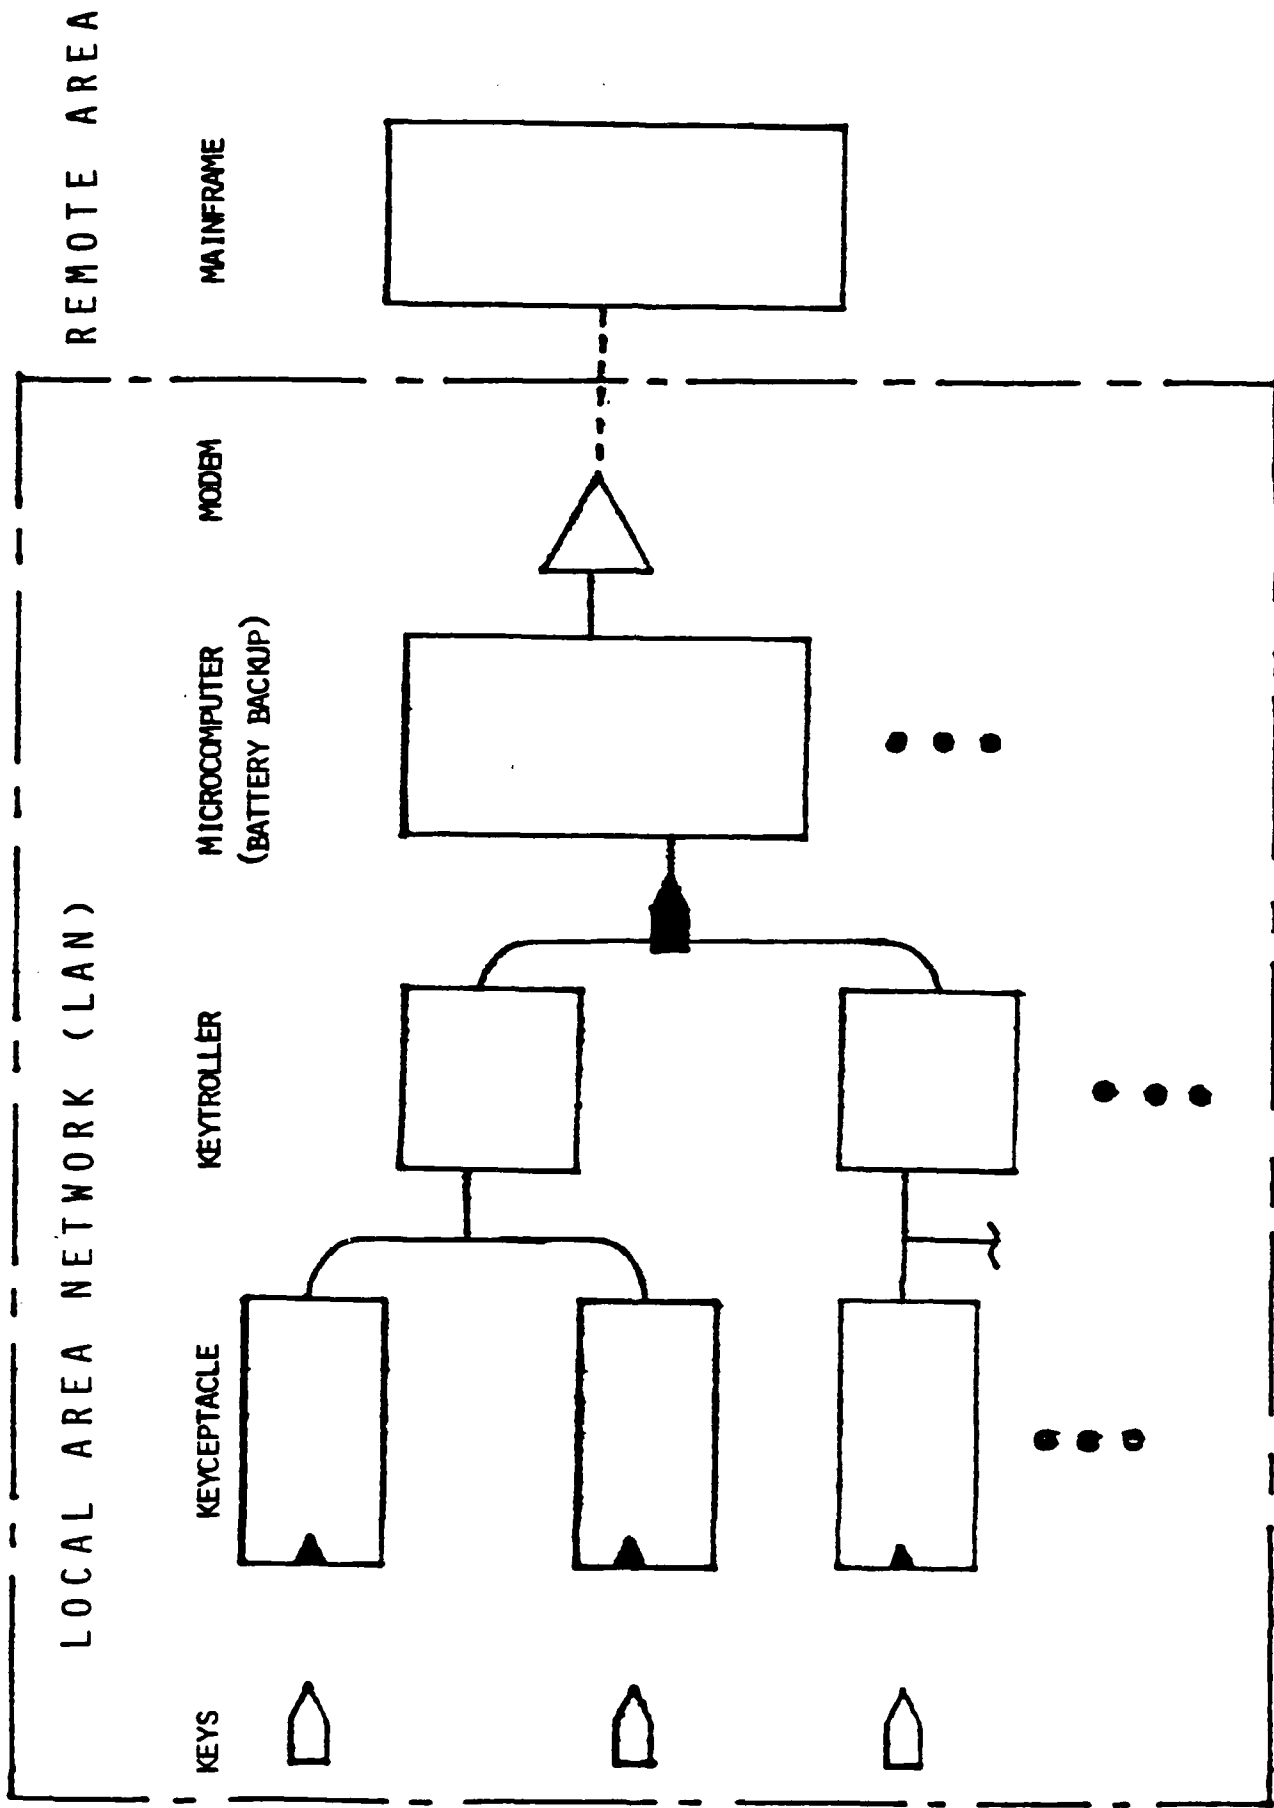 LOCAL AREA NETWORK (LAN)
REMOTE AREA
KEYS
KEYCEPTACLE
KEYTROLLER
MICROCOMPUTER
(BATTERY BACKUP)
MODEM
MAINFRAME